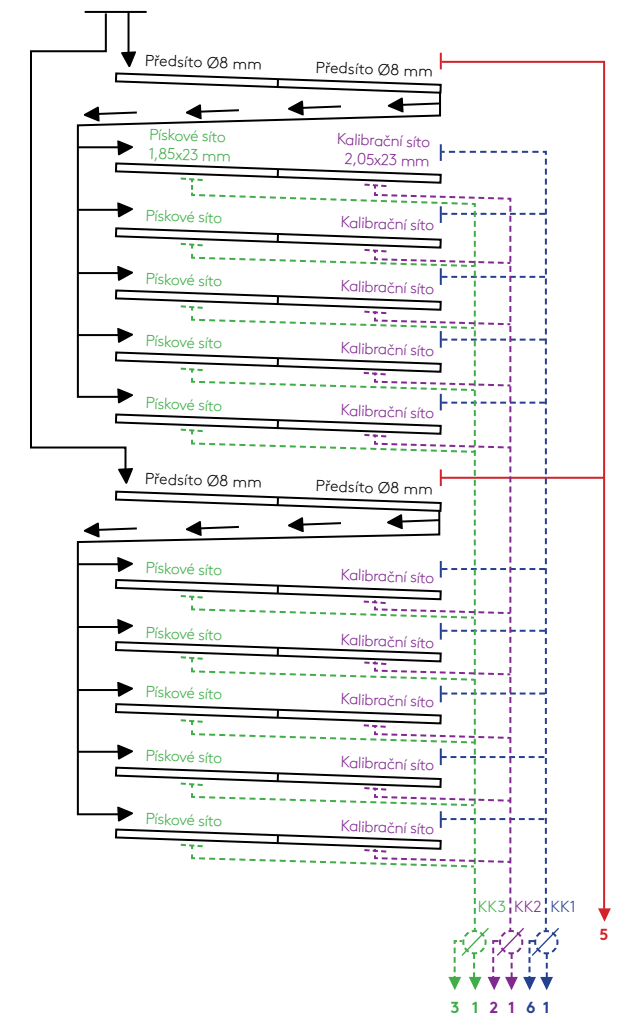 Předsíto Ø8 mm
Předsíto Ø8 mm
Pískové síto
1,85x23 mm
Kalibrační síto
2,05x23 mm
Pískové síto
Kalibrační síto
Pískové síto
Kalibrační síto
Pískové síto
Kalibrační síto
Pískové síto
Kalibrační síto
Předsíto Ø8 mm
Předsíto Ø8 mm
Pískové síto
Kalibrační síto
Pískové síto
Kalibrační síto
Pískové síto
Kalibrační síto
Pískové síto
Kalibrační síto
Pískové síto
Kalibrační síto
KK3 KK2 KK1
5
3 1 2 1 6 1